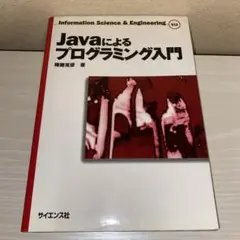 Information Science & Engineering
Javaによる
プログラミング入門
著
サイエンス社